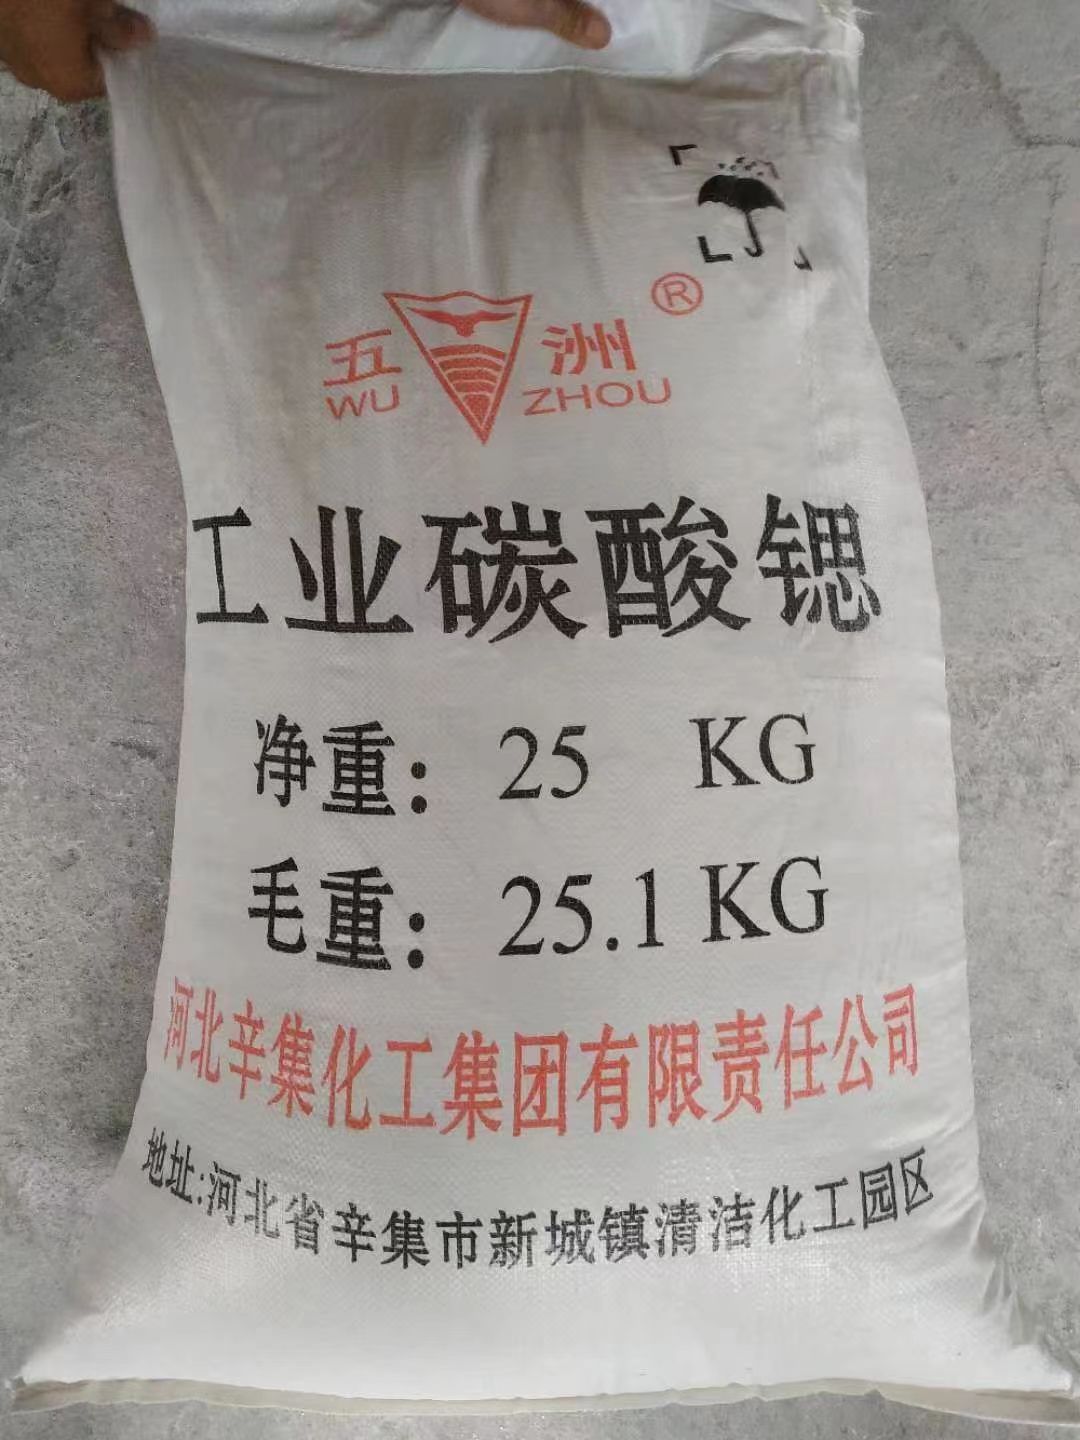 五洲 ®
WU ZHOU
工业碳酸锶
净重：25 KG
毛重：25.1 KG
河北辛集化工集团有限责任公司
地址:河北省辛集市新城镇清洁化工园区